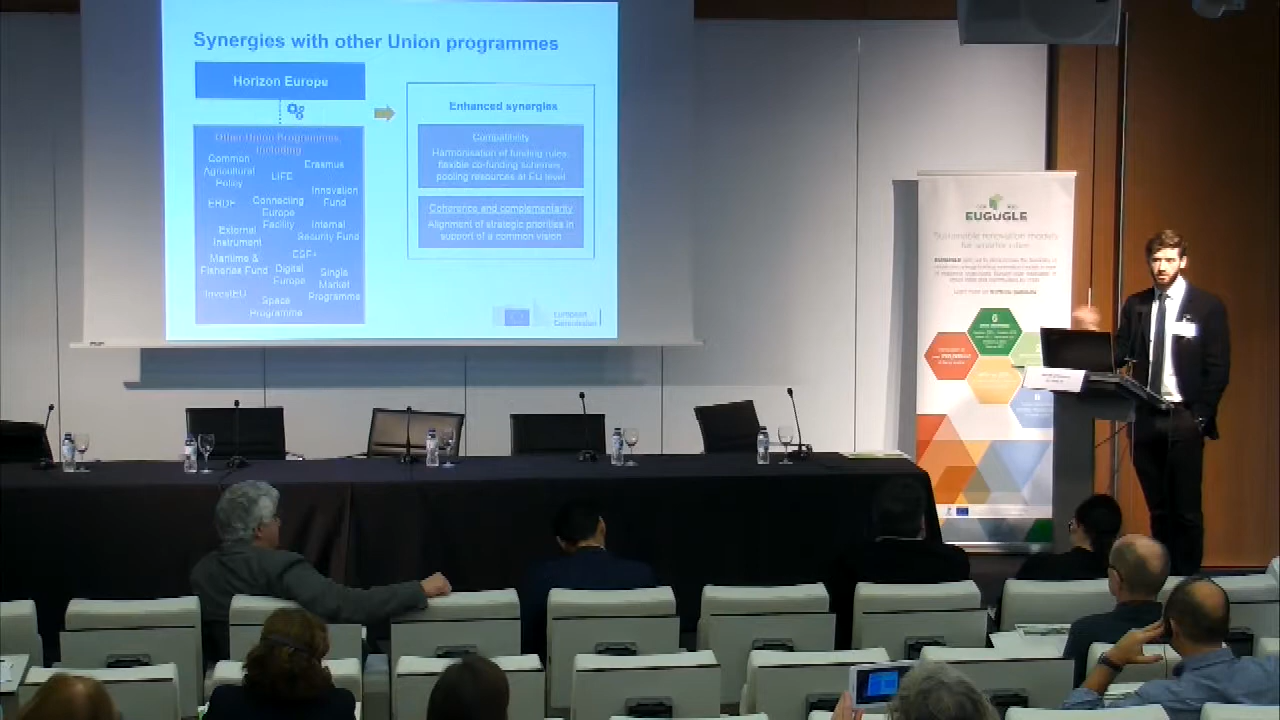 Synergies with other Union programmes
Horizon Europe
Other Union Programmes,
including
Common
Agricultural
Policy
Erasmus
LIFE
Innovation
Fund
ERDF
Connecting
Europe
Facility
External
Instrument
Internal
Security Fund
Maritime &
Fisheries Fund
ESF+
Digital
Europe
Single
Market
Programme
InvestEU
Space
Programme
Enhanced synergies
Compatibility
Harmonisation of funding rules,
flexible co-funding schemes,
pooling resources at EU level
Coherence and complementarity
Alignment of strategic priorities in
support of a common vision
European
Commission
EUGUGLE
Sustainable renovation models
for smarter cities